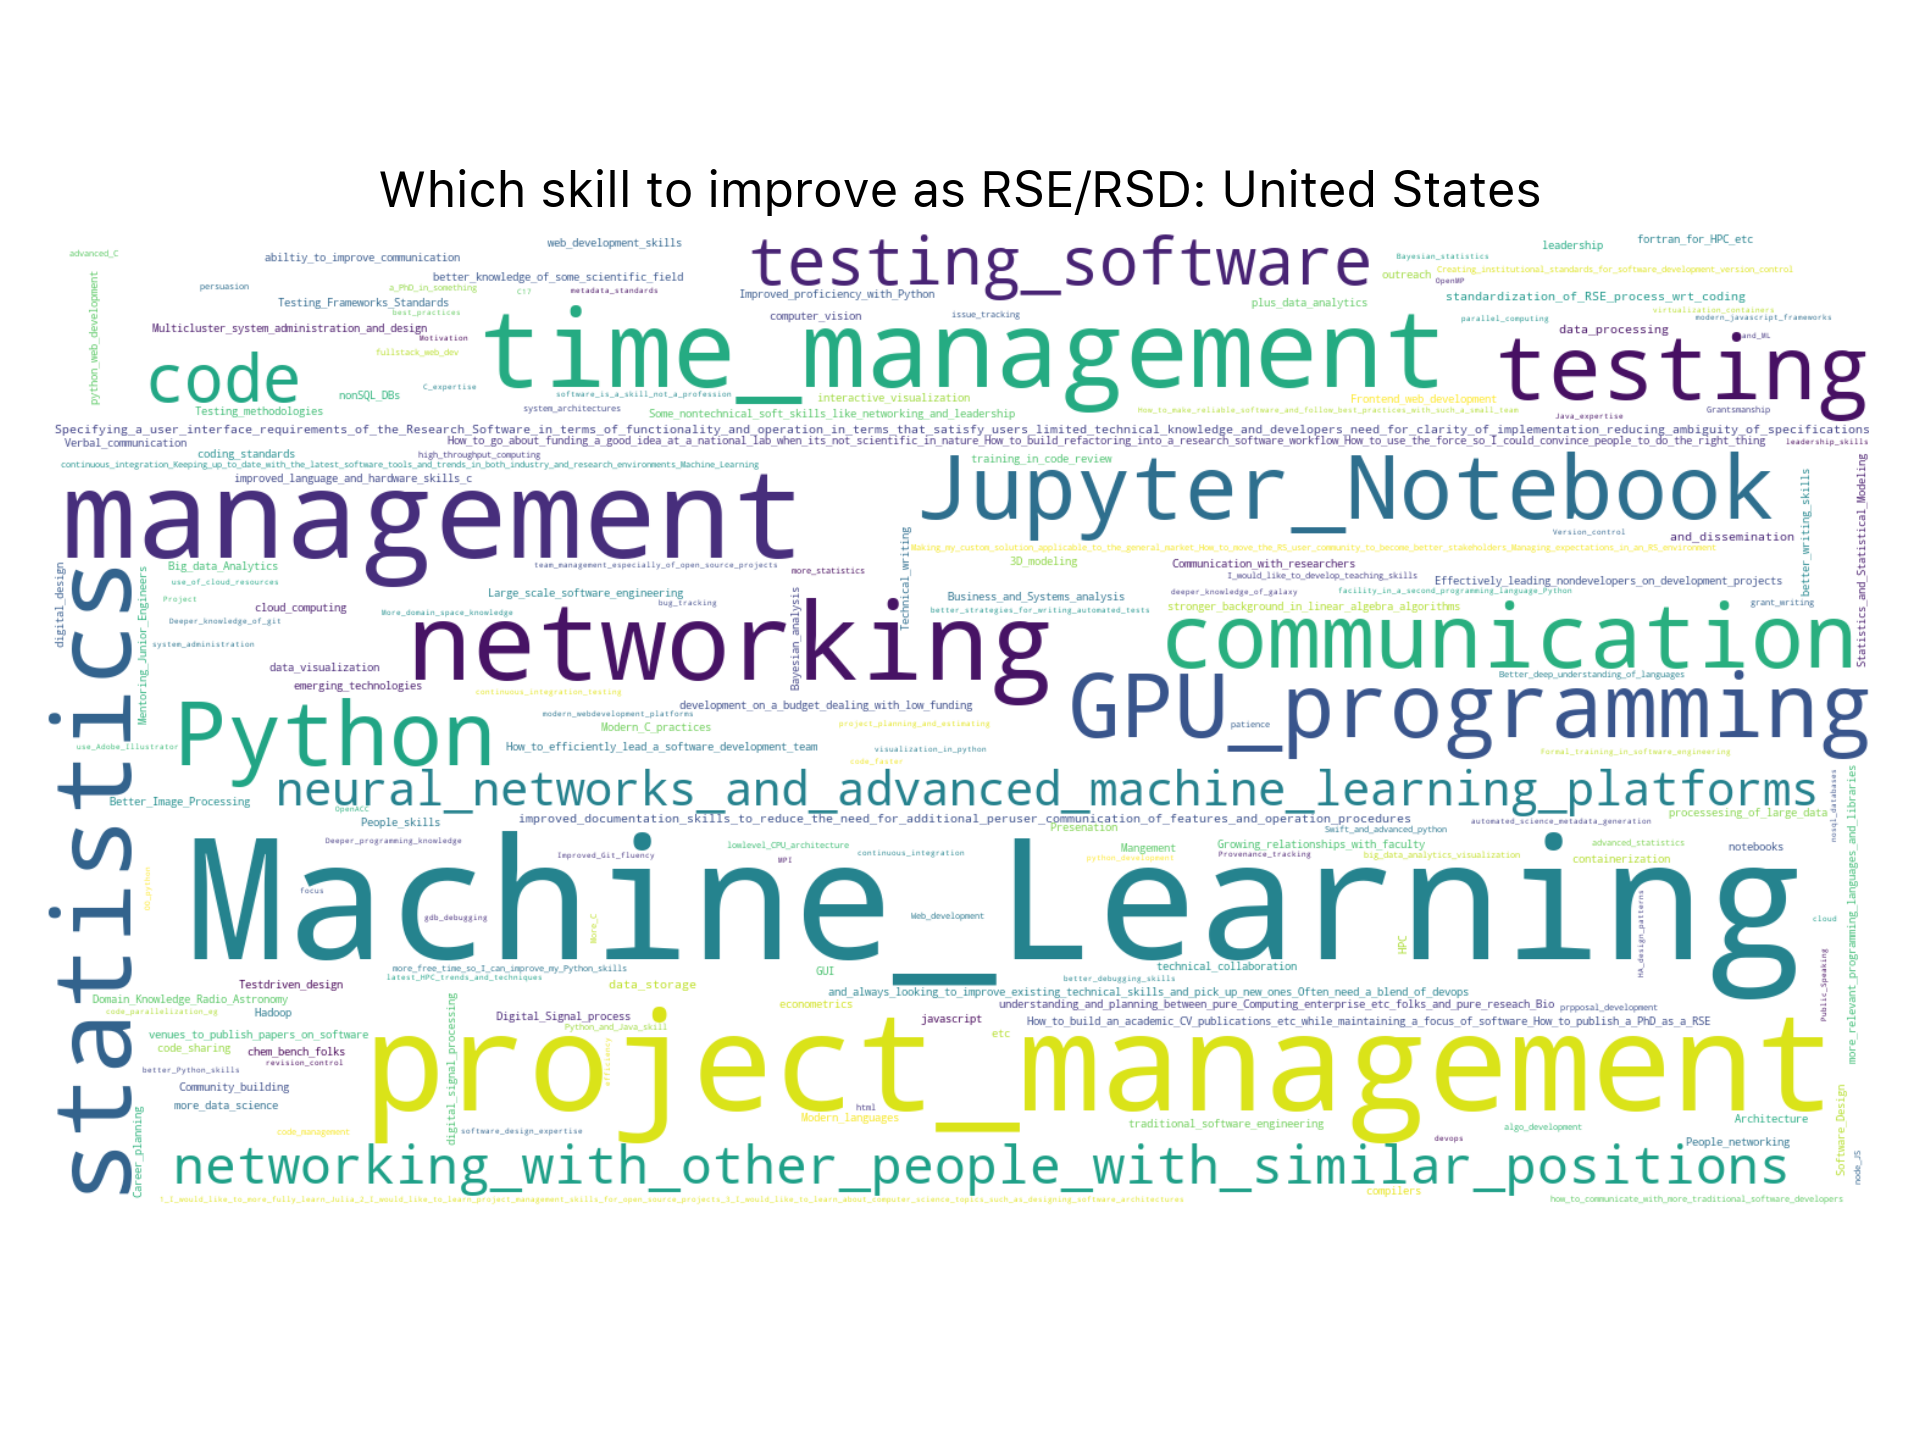 Which skill to improve as RSE/RSD: United States
testing_software
web_development_skills
leadership
fortran_for_HPC_etc
advanced_C
abiltiy_to_improve_communication
Bayesian_statistics
better_knowledge_of_some_scientific_field
outreach
Creating_institutional_standards_for_software_development_version_control
OpenMP
python_web_development
persuasion
a_PhD_in_something
C17
metadata_standards
Improved_proficiency_with_Python
standardization_of_RSE_process_wrt_coding
Testing_Frameworks_Standards
best_practices
plus_data_analytics
virtualization_containers
time_management
computer_vision
issue_tracking
parallel_computing
modern_javascript_frameworks
Multicluster_system_administration_and_design
Motivation
data_processing
and_ML
testing
code
fullstack_web_dev
C_expertise
nonSQL_DBs
software_is_a_skill_not_a_profession
interactive_visualization
Frontend_web_development
Testing_methodologies
system_architectures
Some_nontechnical_soft_skills_like_networking_and_leadership
How_to_make_reliable_software_and_follow_best_practices_with_such_a_small_team
Java_expertise
Grantsmanship
Specifying_a_user_interface_requirements_of_the_Research_Software_in_terms_of_functionality_and_operation_in_terms_that_satisfy_users_limited_technical_knowledge_and_developers_need_for_clarity_of_implementation_reducing_ambiguity_of_specifications
Verbal_communication
How_to_go_about_funding_a_good_idea_at_a_national_lab_when_its_not_scientific_in_nature_How_to_build_refactoring_into_a_research_software_workflow_How_to_use_the_force_so_I_could_convince_people_to_do_the_right_thing
leadership_skills
coding_standards
high_throughput_computing
continuous_integration_Keeping_up_to_date_with_the_latest_software_tools_and_trends_in_both_industry_and_research_environments_Machine_Learning
training_in_code_review
improved_language_and_hardware_skills_c
management
Jupyter_Notebook
better_writing_skills
Statistics_and_Statistical_Modeling
Technical_writing
Version_control
and_dissemination
Making_my_custom_solution_applicable_to_the_general_market_How_to_move_the_RS_user_community_to_become_better_stakeholders_Managing_expectations_in_an_RS_environment
digital_design
Mentoring_Junior_Engineers
Big_data_Analytics
team_management_especially_of_open_source_projects
more_statistics
3D_modeling
Communication_with_researchers
I_would_like_to_develop_teaching_skills
use_of_cloud_resources
Effectively_leading_nondevelopers_on_development_projects
deeper_knowledge_of_galaxy
facility_in_a_second_programming_language_Python
Project
Large_scale_software_engineering
bug_tracking
Bayesian_analysis
Business_and_Systems_analysis
stronger_background_in_linear_algebra_algorithms
grant_writing
cloud_computing
More_domain_space_knowledge
better_strategies_for_writing_automated_tests
Deeper_knowledge_of_git
networking
communication
system_administration
data_visualization
Better_deep_understanding_of_languages
emerging_technologies
continuous_integration_testing
GPU_programming
statistics
Python
modern_webdevelopment_platforms
development_on_a_budget_dealing_with_low_funding
Modern_C_practices
project_planning_and_estimating
patience
use_Adobe_Illustrator
How_to_efficiently_lead_a_software_development_team
visualization_in_python
code_faster
Formal_training_in_software_engineering
neural_networks_and_advanced_machine_learning_platforms
nosql_databases
more_relevant_programming_languages_and_libraries
Better_Image_Processing
OpenACC
People_skills
improved_documentation_skills_to_reduce_the_need_for_additional_peruser_communication_of_features_and_operation_procedures
Presenation
Swift_and_advanced_python
automated_science_metadata_generation
processesing_of_large_data
Machine_Learning
Deeper_programming_knowledge
Improved_Git_fluency
lowlevel_CPU_architecture
MPI
continuous_integration
Mangement
python_development
Growing_relationships_with_faculty
Provenance_tracking
big_data_analytics_visualization
advanced_statistics
containerization
notebooks
OO_python
focus
gdb_debugging
More_C
Web_development
HPC
HA_design_patterns
cloud
Public_Speaking
more_free_time_so_I_can_improve_my_Python_skills
latest_HPC_trends_and_techniques
GUI
technical_collaboration
better_debugging_skills
Testdriven_design
data_storage
and_always_looking_to_improve_existing_technical_skills_and_pick_up_new_ones_Often_need_a_blend_of_devops
Domain_Knowledge_Radio_Astronomy
econometrics
understanding_and_planning_between_pure_Computing_enterprise_etc_folks_and_pure_reseach_Bio
prpposal_development
code_parallelization_eg
Hadoop
digital_signal_processing
Digital_Signal_process
javascript
How_to_build_an_academic_CV_publications_etc_while_maintaining_a_focus_of_software_How_to_publish_a_PhD_as_a_RSE
Python_and_Java_skill
etc
venues_to_publish_papers_on_software
code_sharing
chem_bench_folks
revision_control
efficiency
project_management
better_Python_skills
Community_building
more_data_science
html
Modern_languages
Career_planning
code_management
software_design_expertise
traditional_software_engineering
algo_development
Architecture
devops
People_networking
Software_Design
node_JS
networking_with_other_people_with_similar_positions
compilers
1_I_would_like_to_more_fully_learn_Julia_2_I_would_like_to_learn_project_management_skills_for_open_source_projects_3_I_would_like_to_learn_about_computer_science_topics_such_as_designing_software_architectures
how_to_communicate_with_more_traditional_software_developers